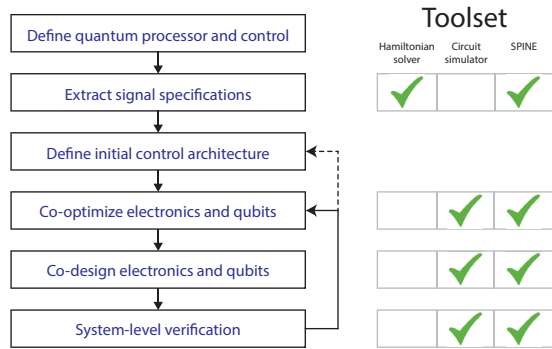 Toolset
Define quantum processor and control
Hamiltonian solver
Circuit simulator
SPINE
Extract signal specifications
Define initial control architecture
Co-optimize electronics and qubits
Co-design electronics and qubits
System-level verification